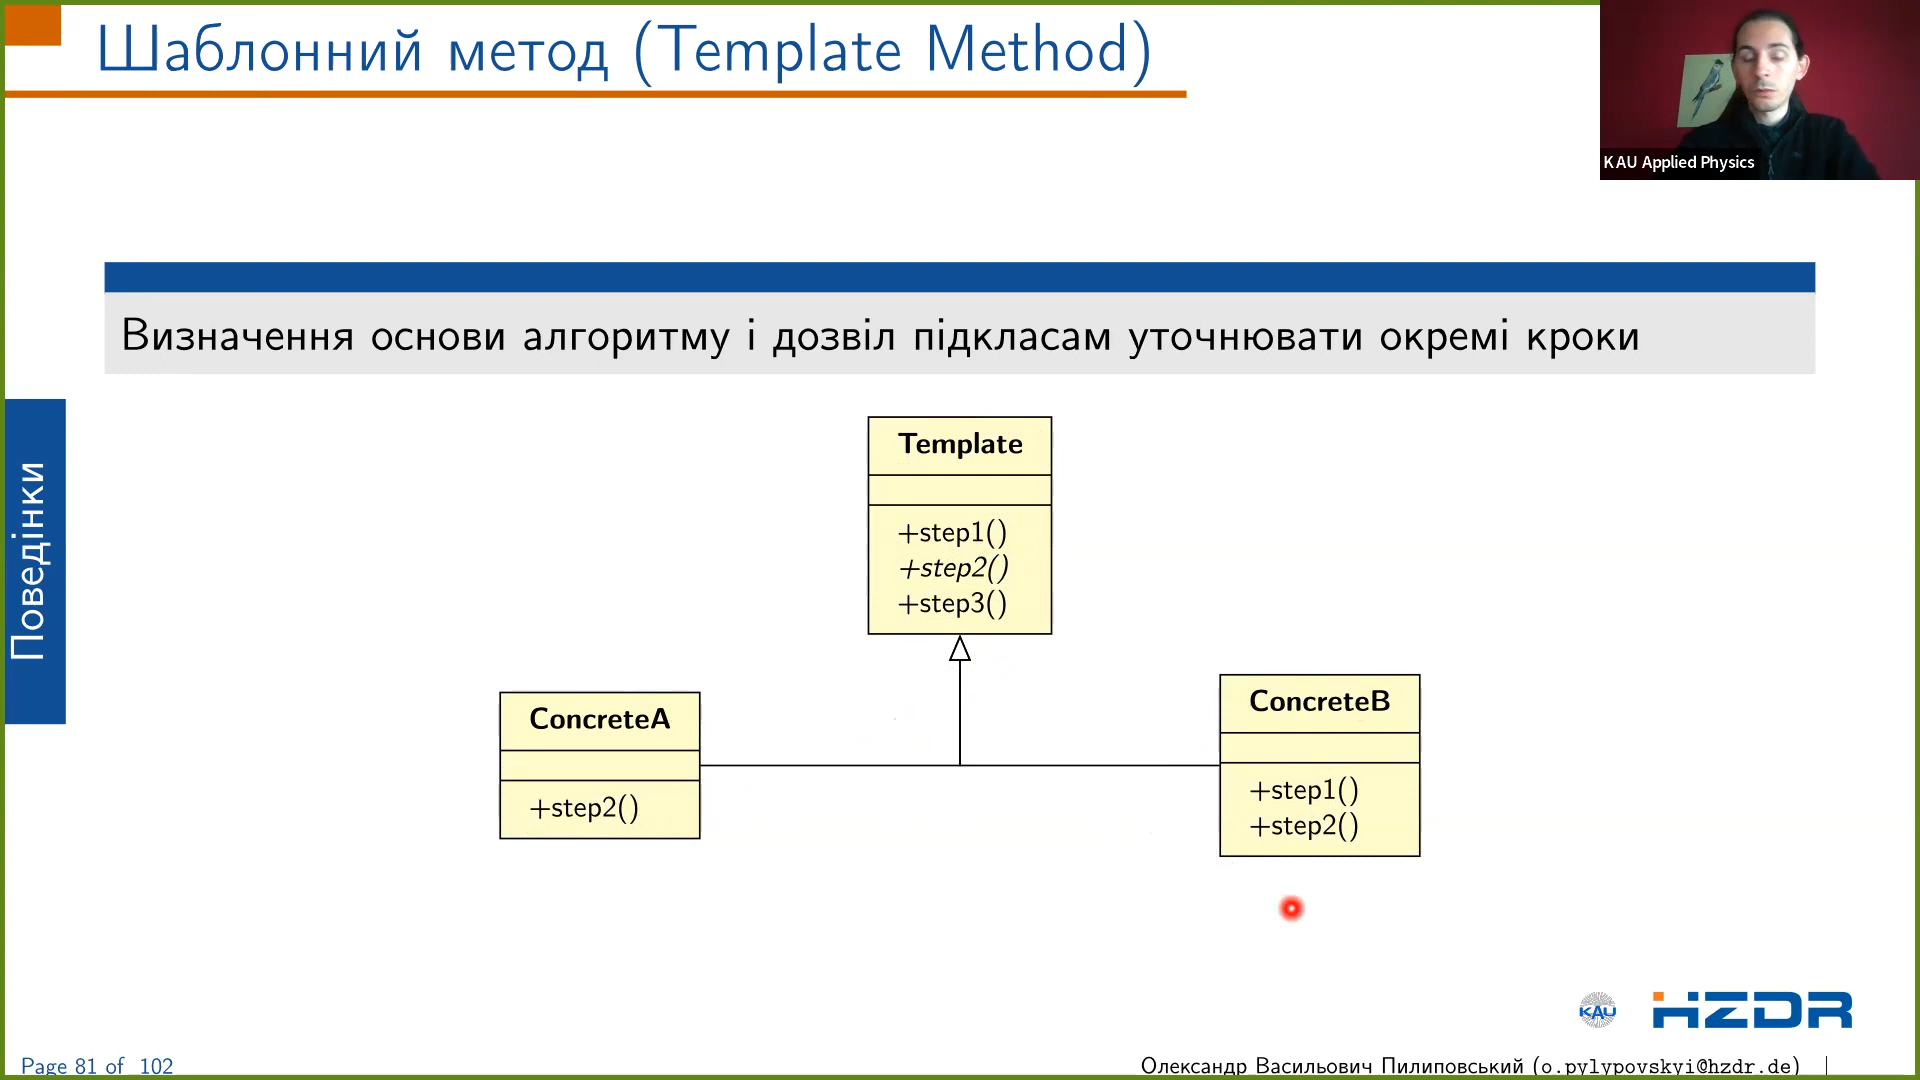 Шаблонний метод (Template Method)
KAU Applied Physics
Визначення основи алгоритму і дозвіл підкласам уточнювати окремі кроки
Поведінки
Template
+step1()
+step2()
+step3()
ConcreteA
+step2()
ConcreteB
+step1()
+step2()
KAU
HZDR
Page 81 of 102
Олександр Васильович Пилиповський (o.pylypovskyi@hzdr.de)